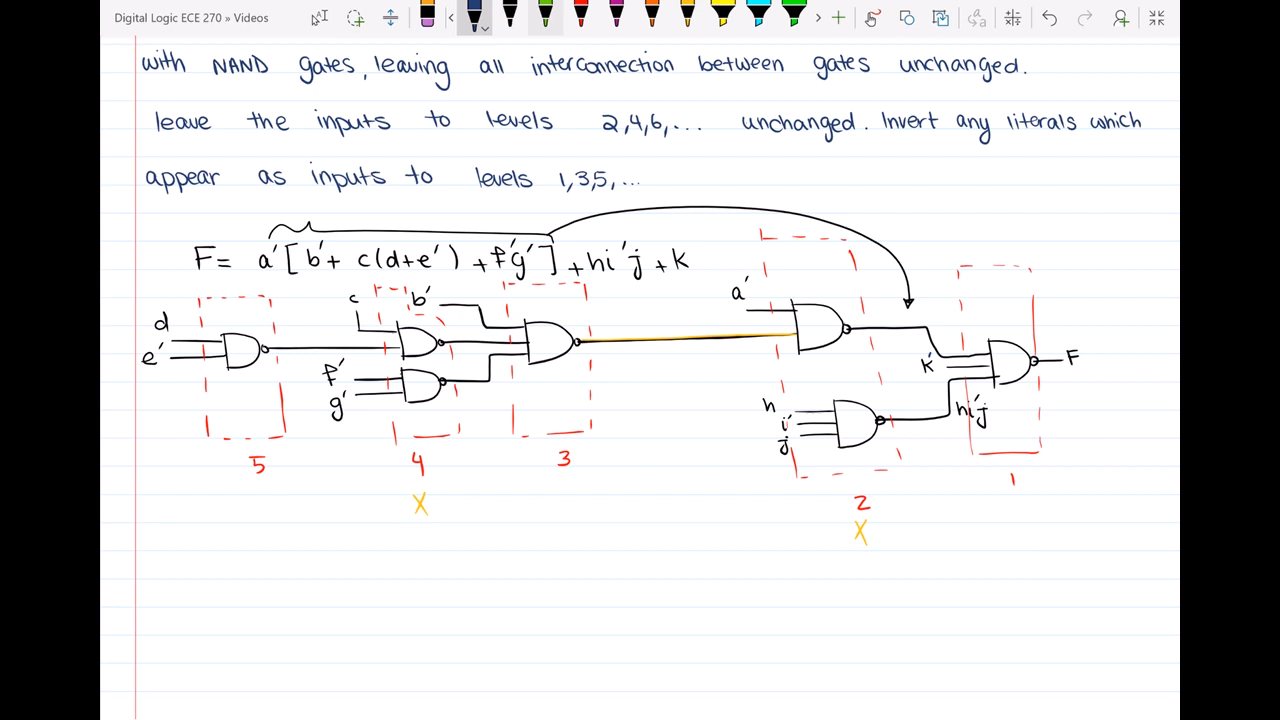 Digital Logic ECE 270 » Videos
with NAND gates, leaving all interconnection between gates unchanged.
leave the inputs to levels 2,4,6,... unchanged. Invert any literals which
appear as inputs to levels 1,3,5,...
F= a'[b'+ c(d+e') +f'g'] +hi'j +k
d
e'
c
b'
f'
g'
a'
h
i'
j
k'
hi'j
F
5
4
3
2
1
X
X